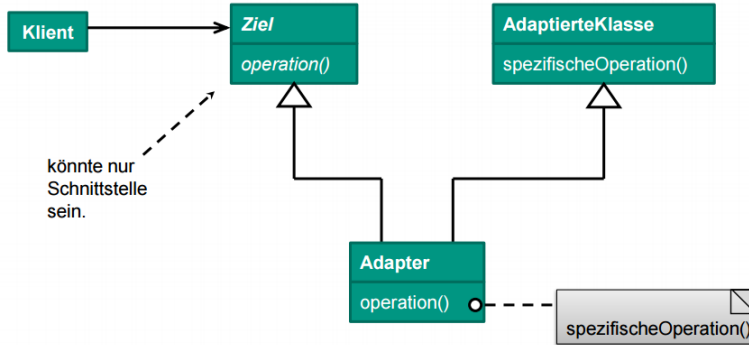 Klient
Ziel
operation()
AdaptierteKlasse
spezifischeOperation()
könnte nur
Schnittstelle
sein.
Adapter
operation()
spezifischeOperation()